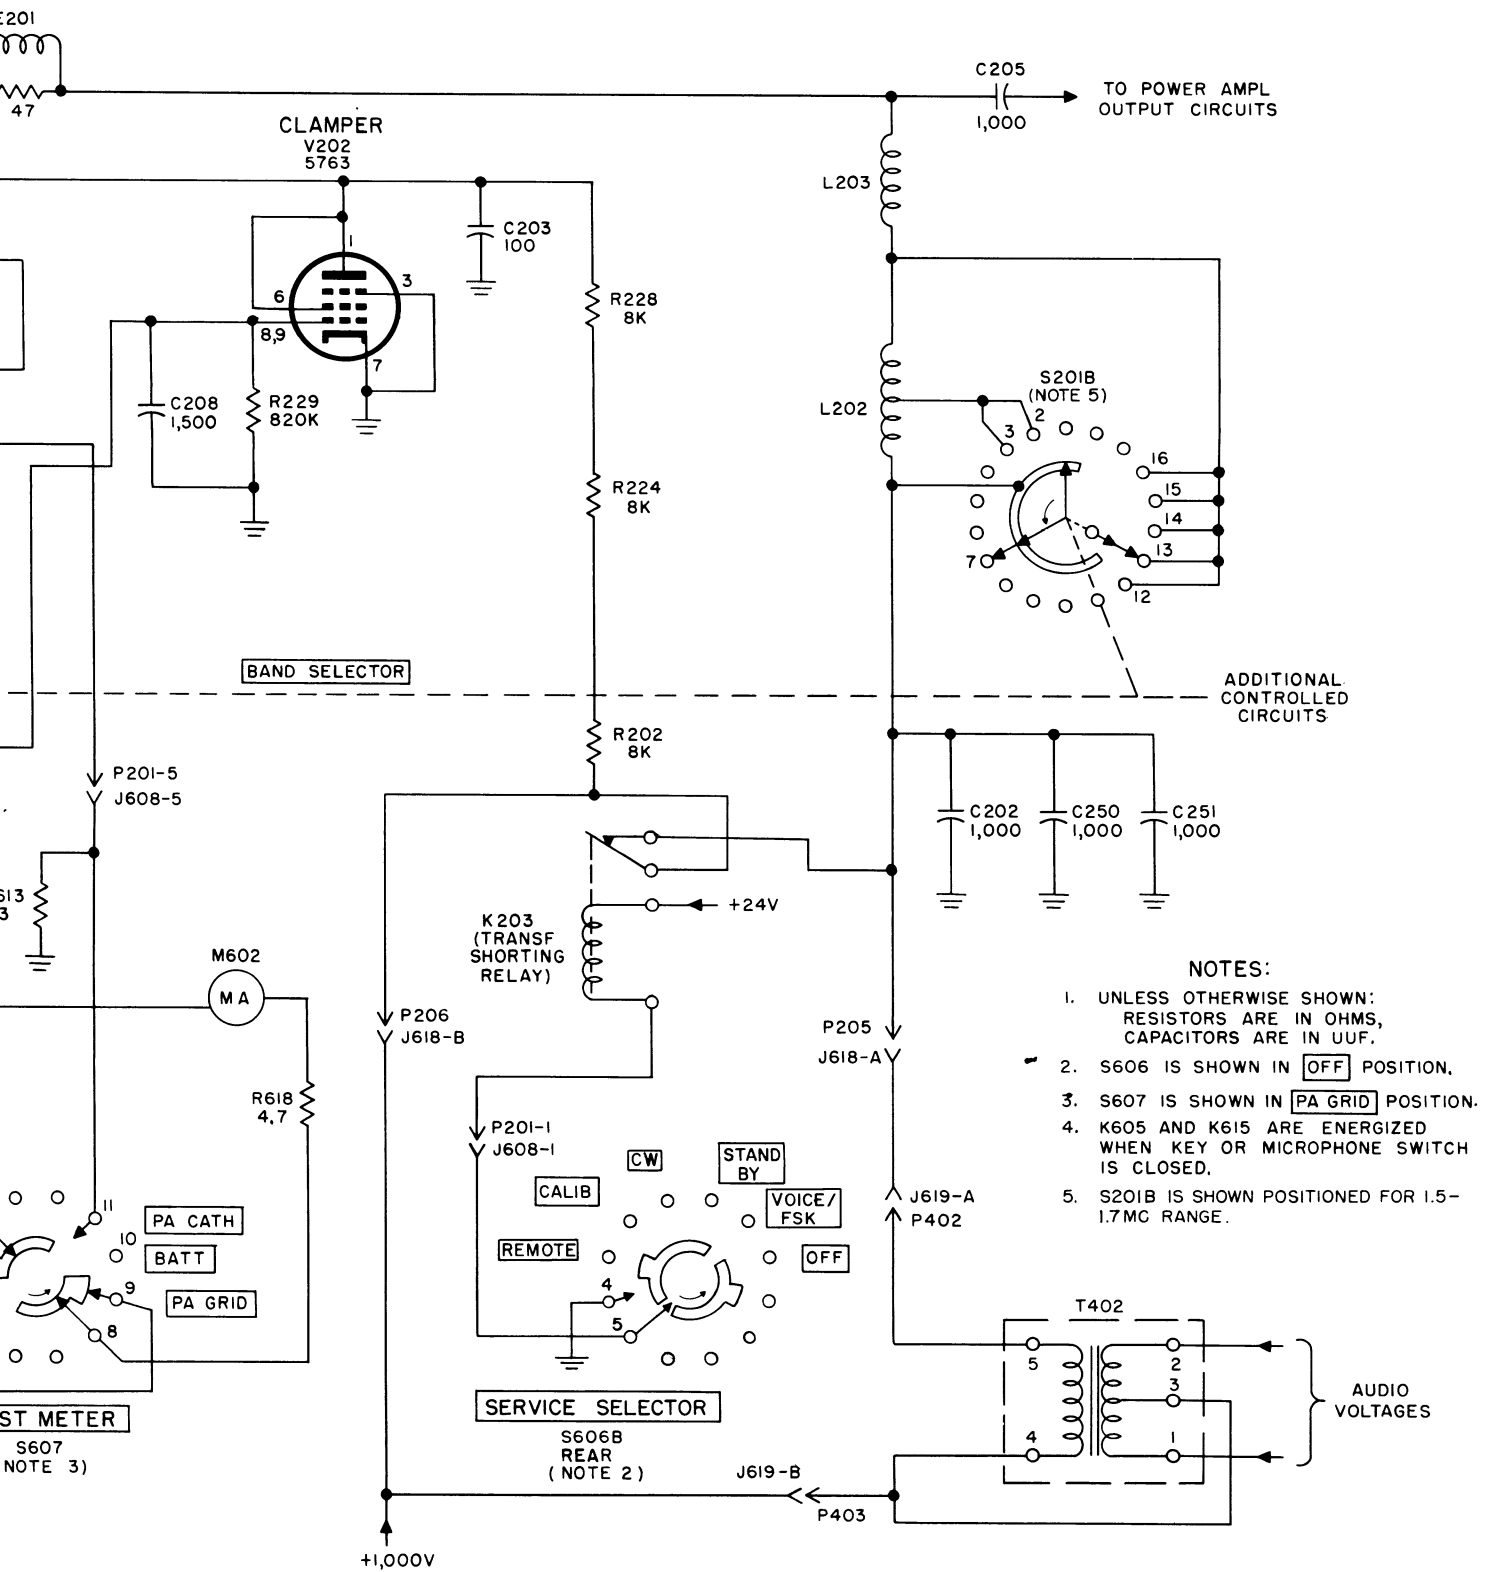 E201
47
CLAMPER
V202
5763
C205
1,000
TO POWER AMPL
OUTPUT CIRCUITS
L203
1
6
8,9
3
7
C203
100
R228
8K
C208
1,500
R229
820K
L202
S201B
(NOTE 5)
2
3
16
15
14
13
12
7
R224
8K
BAND SELECTOR
ADDITIONAL
CONTROLLED
CIRCUITS
R202
8K
P201-5
J608-5
C202
1,000
C250
1,000
C251
1,000
613
3
+24V
K203
(TRANSF
SHORTING
RELAY)
M602
MA
P206
J618-B
P205
J618-A
NOTES:
1. UNLESS OTHERWISE SHOWN:
RESISTORS ARE IN OHMS,
CAPACITORS ARE IN UUF.
2. S606 IS SHOWN IN OFF POSITION.
3. S607 IS SHOWN IN PA GRID POSITION.
4. K605 AND K615 ARE ENERGIZED
WHEN KEY OR MICROPHONE SWITCH
IS CLOSED.
5. S201B IS SHOWN POSITIONED FOR 1.5-
1.7MC RANGE.
R618
4.7
P201-1
J608-1
CW
STAND
BY
CALIB
VOICE/
FSK
REMOTE
OFF
4
5
J619-A
P402
11
PA CATH
10
BATT
9
PA GRID
8
T402
5
4
2
3
1
AUDIO
VOLTAGES
ST METER
S607
NOTE 3)
SERVICE SELECTOR
S606B
REAR
(NOTE 2)
J619-B
P403
+1,000V